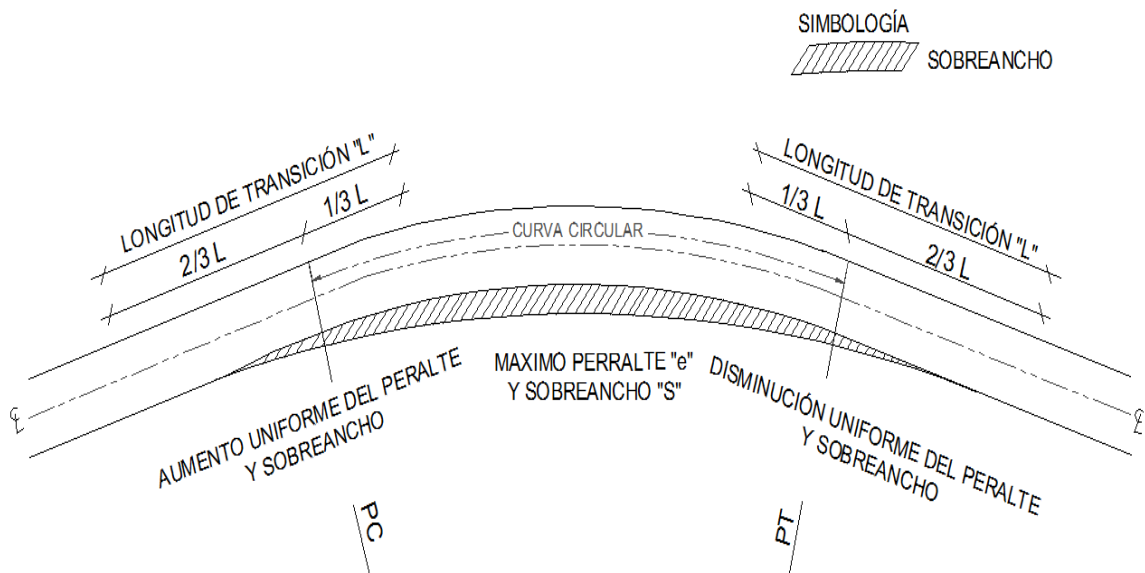 SIMBOLOGÍA
SOBREANCHO
LONGITUD DE TRANSICIÓN "L"
1/3 L
2/3 L
LONGITUD DE TRANSICIÓN "L"
1/3 L
2/3 L
CURVA CIRCULAR
AUMENTO UNIFORME DEL PERALTE
Y SOBREANCHO
MAXIMO PERRALTE "e"
Y SOBREANCHO "S"
DISMINUCIÓN UNIFORME DEL PERALTE
Y SOBREANCHO
℄
℄
PC
PT